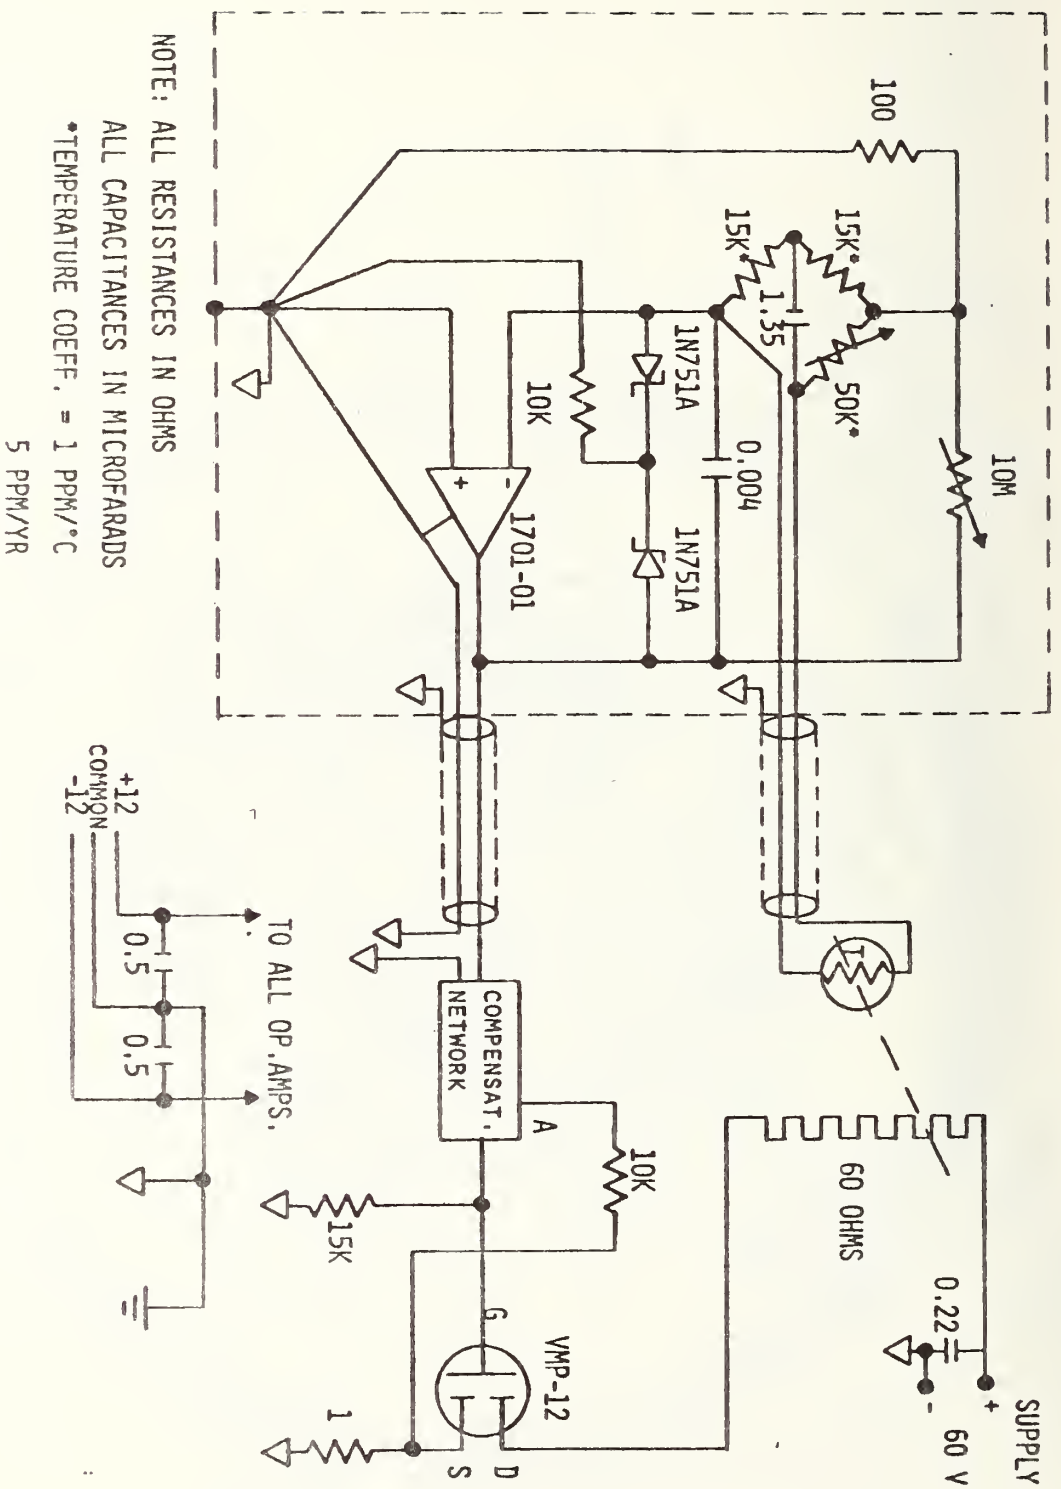 SUPPLY
+
-
60 V
0.22
60 OHMS
10M
100
15K*
50K*
1.35
15K*
T
0.004
1N751A
1N751A
10K
-
+
1701-01
COMPENSAT.
NETWORK
A
10K
15K
G
VMP-12
D
S
1
TO ALL OP.AMPS.
0.5
0.5
+12
COMMON
-12
NOTE: ALL RESISTANCES IN OHMS
ALL CAPACITANCES IN MICROFARADS
*TEMPERATURE COEFF. = 1 PPM/°C
5 PPM/YR